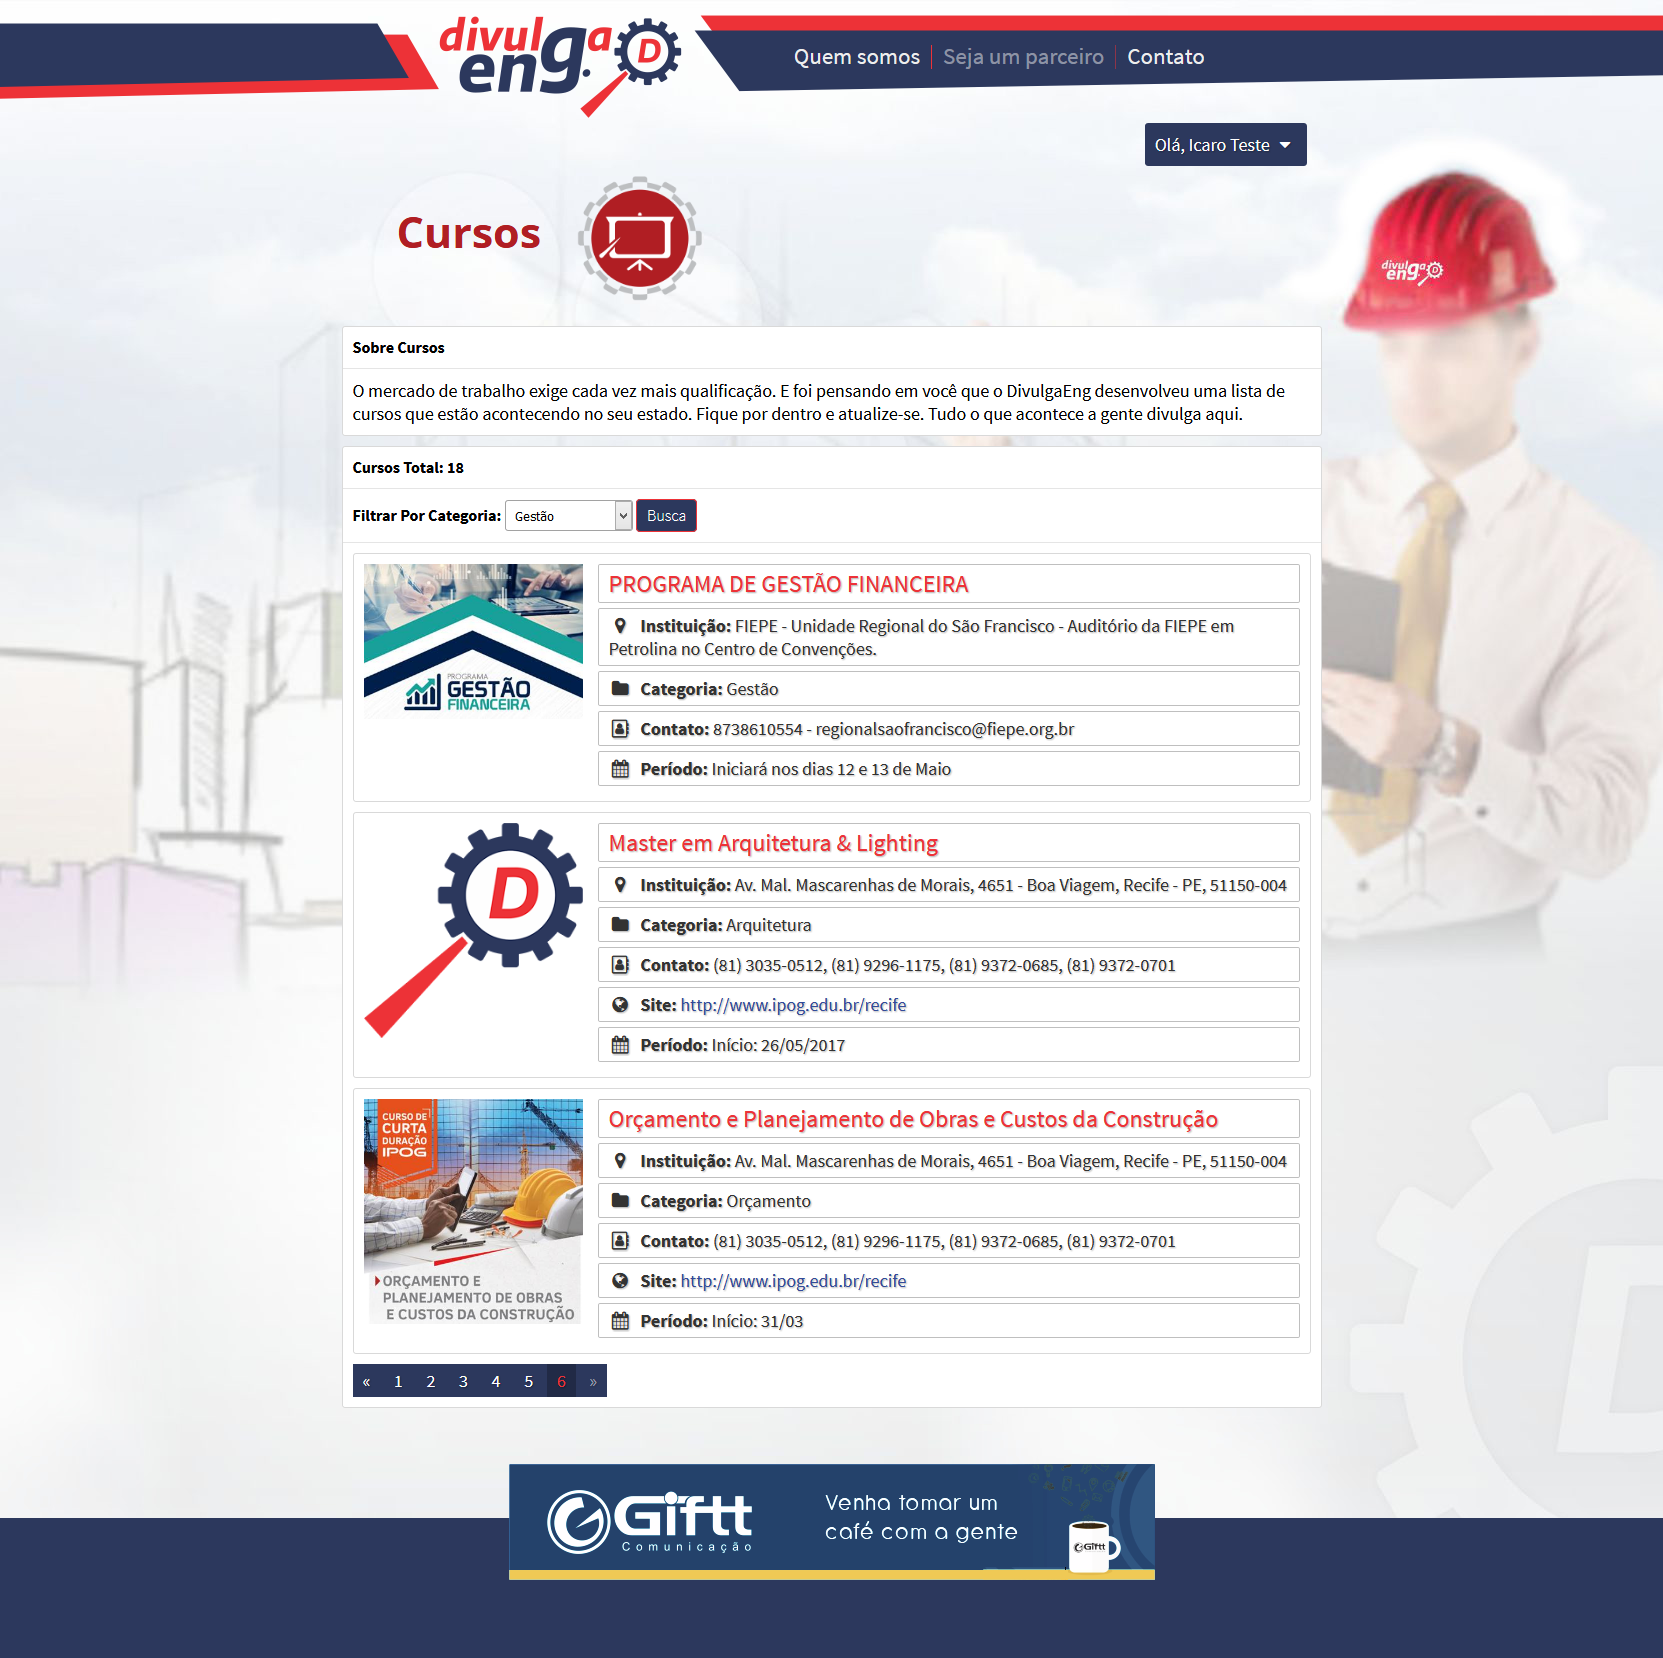 divulga
eng.
D
Quem somos
Seja um parceiro
Contato
Olá, Icaro Teste
Cursos
divulga
eng.
D
Sobre Cursos
O mercado de trabalho exige cada vez mais qualificação. E foi pensando em você que o DivulgaEng desenvolveu uma lista de
cursos que estão acontecendo no seu estado. Fique por dentro e atualize-se. Tudo o que acontece a gente divulga aqui.
Cursos Total: 18
Filtrar Por Categoria: Gestão Busca
PROGRAMA
GESTÃO
FINANCEIRA
PROGRAMA DE GESTÃO FINANCEIRA
Instituição: FIEPE - Unidade Regional do São Francisco - Auditório da FIEPE em
Petrolina no Centro de Convenções.
Categoria: Gestão
Contato: 8738610554 - regionalsaofrancisco@fiepe.org.br
Período: Iniciará nos dias 12 e 13 de Maio
D
Master em Arquitetura & Lighting
Instituição: Av. Mal. Mascarenhas de Morais, 4651 - Boa Viagem, Recife - PE, 51150-004
Categoria: Arquitetura
Contato: (81) 3035-0512, (81) 9296-1175, (81) 9372-0685, (81) 9372-0701
Site: http://www.ipog.edu.br/recife
Período: Início: 26/05/2017
CURSO DE
CURTA
DURAÇÃO
IPOG
ORÇAMENTO E
PLANEJAMENTO DE OBRAS
E CUSTOS DA CONSTRUÇÃO
Orçamento e Planejamento de Obras e Custos da Construção
Instituição: Av. Mal. Mascarenhas de Morais, 4651 - Boa Viagem, Recife - PE, 51150-004
Categoria: Orçamento
Contato: (81) 3035-0512, (81) 9296-1175, (81) 9372-0685, (81) 9372-0701
Site: http://www.ipog.edu.br/recife
Período: Início: 31/03
« 1 2 3 4 5 6 »
D
Giftt
Comunicação
Venha tomar um
café com a gente
Giftt